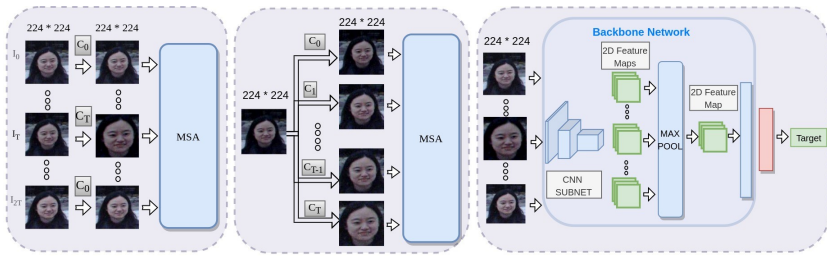 224 * 224 224 * 224
I0 C0
IT CT
MSA
I2T C0
224 * 224
C0
224 * 224
C1
MSA
CT-1
CT
Backbone Network
224 * 224
2D Feature
Maps
2D Feature
Map
MAX
POOL
Target
CNN
SUBNET